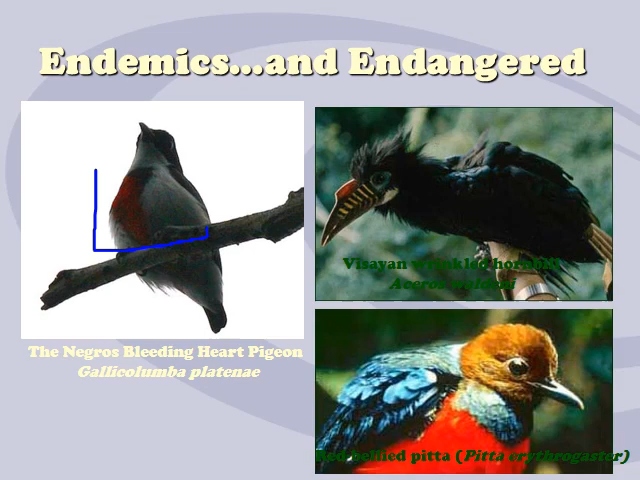 Endemics...and Endangered
Visayan wrinkled hornbill
Aceros waldeni
The Negros Bleeding Heart Pigeon
Gallicolumba platenae
Red bellied pitta (Pitta erythrogaster)